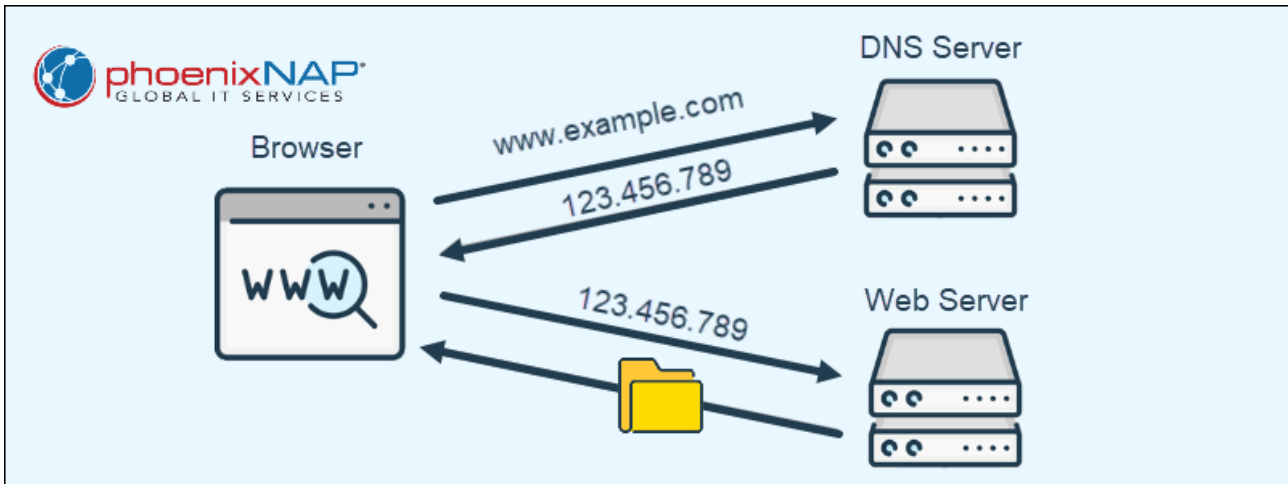 phoenixNAP®
GLOBAL IT SERVICES
DNS Server
Browser
www.example.com
123.456.789
www
Web Server
123.456.789